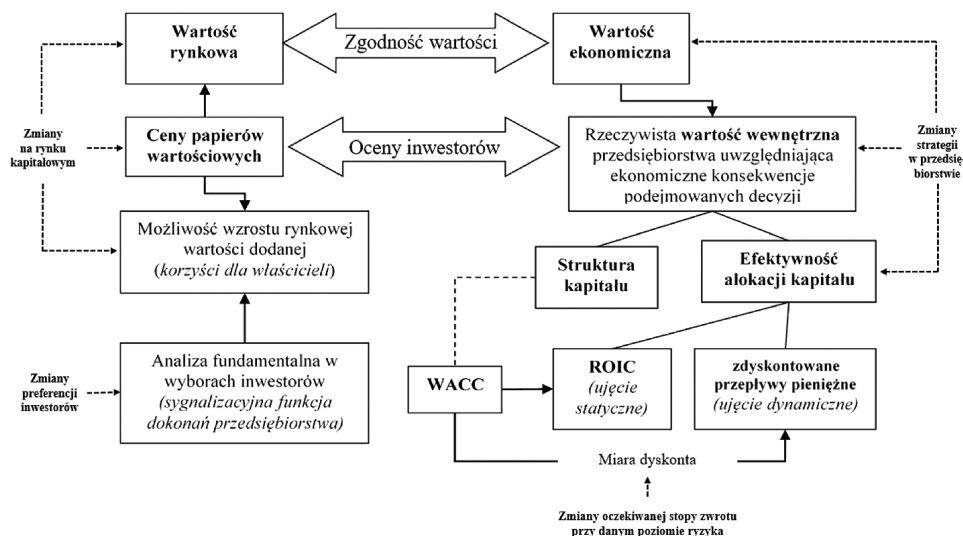 Wartość
rynkowa
Zgodność wartości
Wartość
ekonomiczna
Zmiany
na rynku
kapitałowym
Ceny papierów
wartościowych
Oceny inwestorów
Rzeczywista wartość wewnętrzna
przedsiębiorstwa uwzględniająca
ekonomiczne konsekwencje
podejmowanych decyzji
Zmiany
strategii
w przedsię
biorstwie
Możliwość wzrostu rynkowej
wartości dodanej
(korzyści dla właścicieli)
Struktura
kapitału
Efektywność
alokacji kapitału
Zmiany
preferencji
inwestorów
Analiza fundamentalna w
wyborach inwestorów
(sygnalizacyjna funkcja
dokonań przedsiębiorstwa)
WACC
ROIC
(ujęcie
statyczne)
zdyskontowane
przepływy pieniężne
(ujęcie dynamiczne)
Miara dyskonta
Zmiany oczekiwanej stopy zwrotu
przy danym poziomie ryzyka